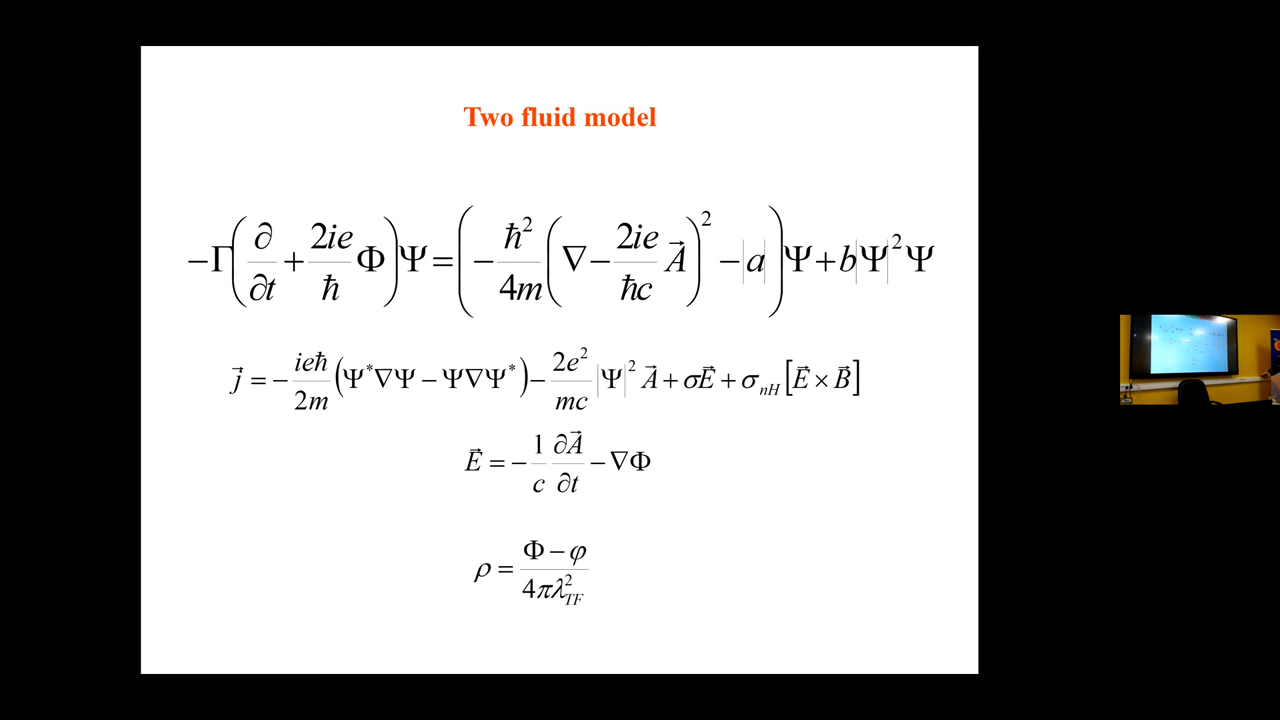 Two fluid model
−Γ(∂/∂t + 2ie/ħ Φ)Ψ = (−ħ²/4m (∇ − 2ie/ħc A⃗)² − |a|)Ψ + b|Ψ|²Ψ
j⃗ = −ieħ/2m (Ψ*∇Ψ − Ψ∇Ψ*) − 2e²/mc |Ψ|² A⃗ + σE⃗ + σ_nH [E⃗ × B⃗]
E⃗ = −1/c ∂A⃗/∂t − ∇Φ
ρ = (Φ − φ)/4πλ²_TF